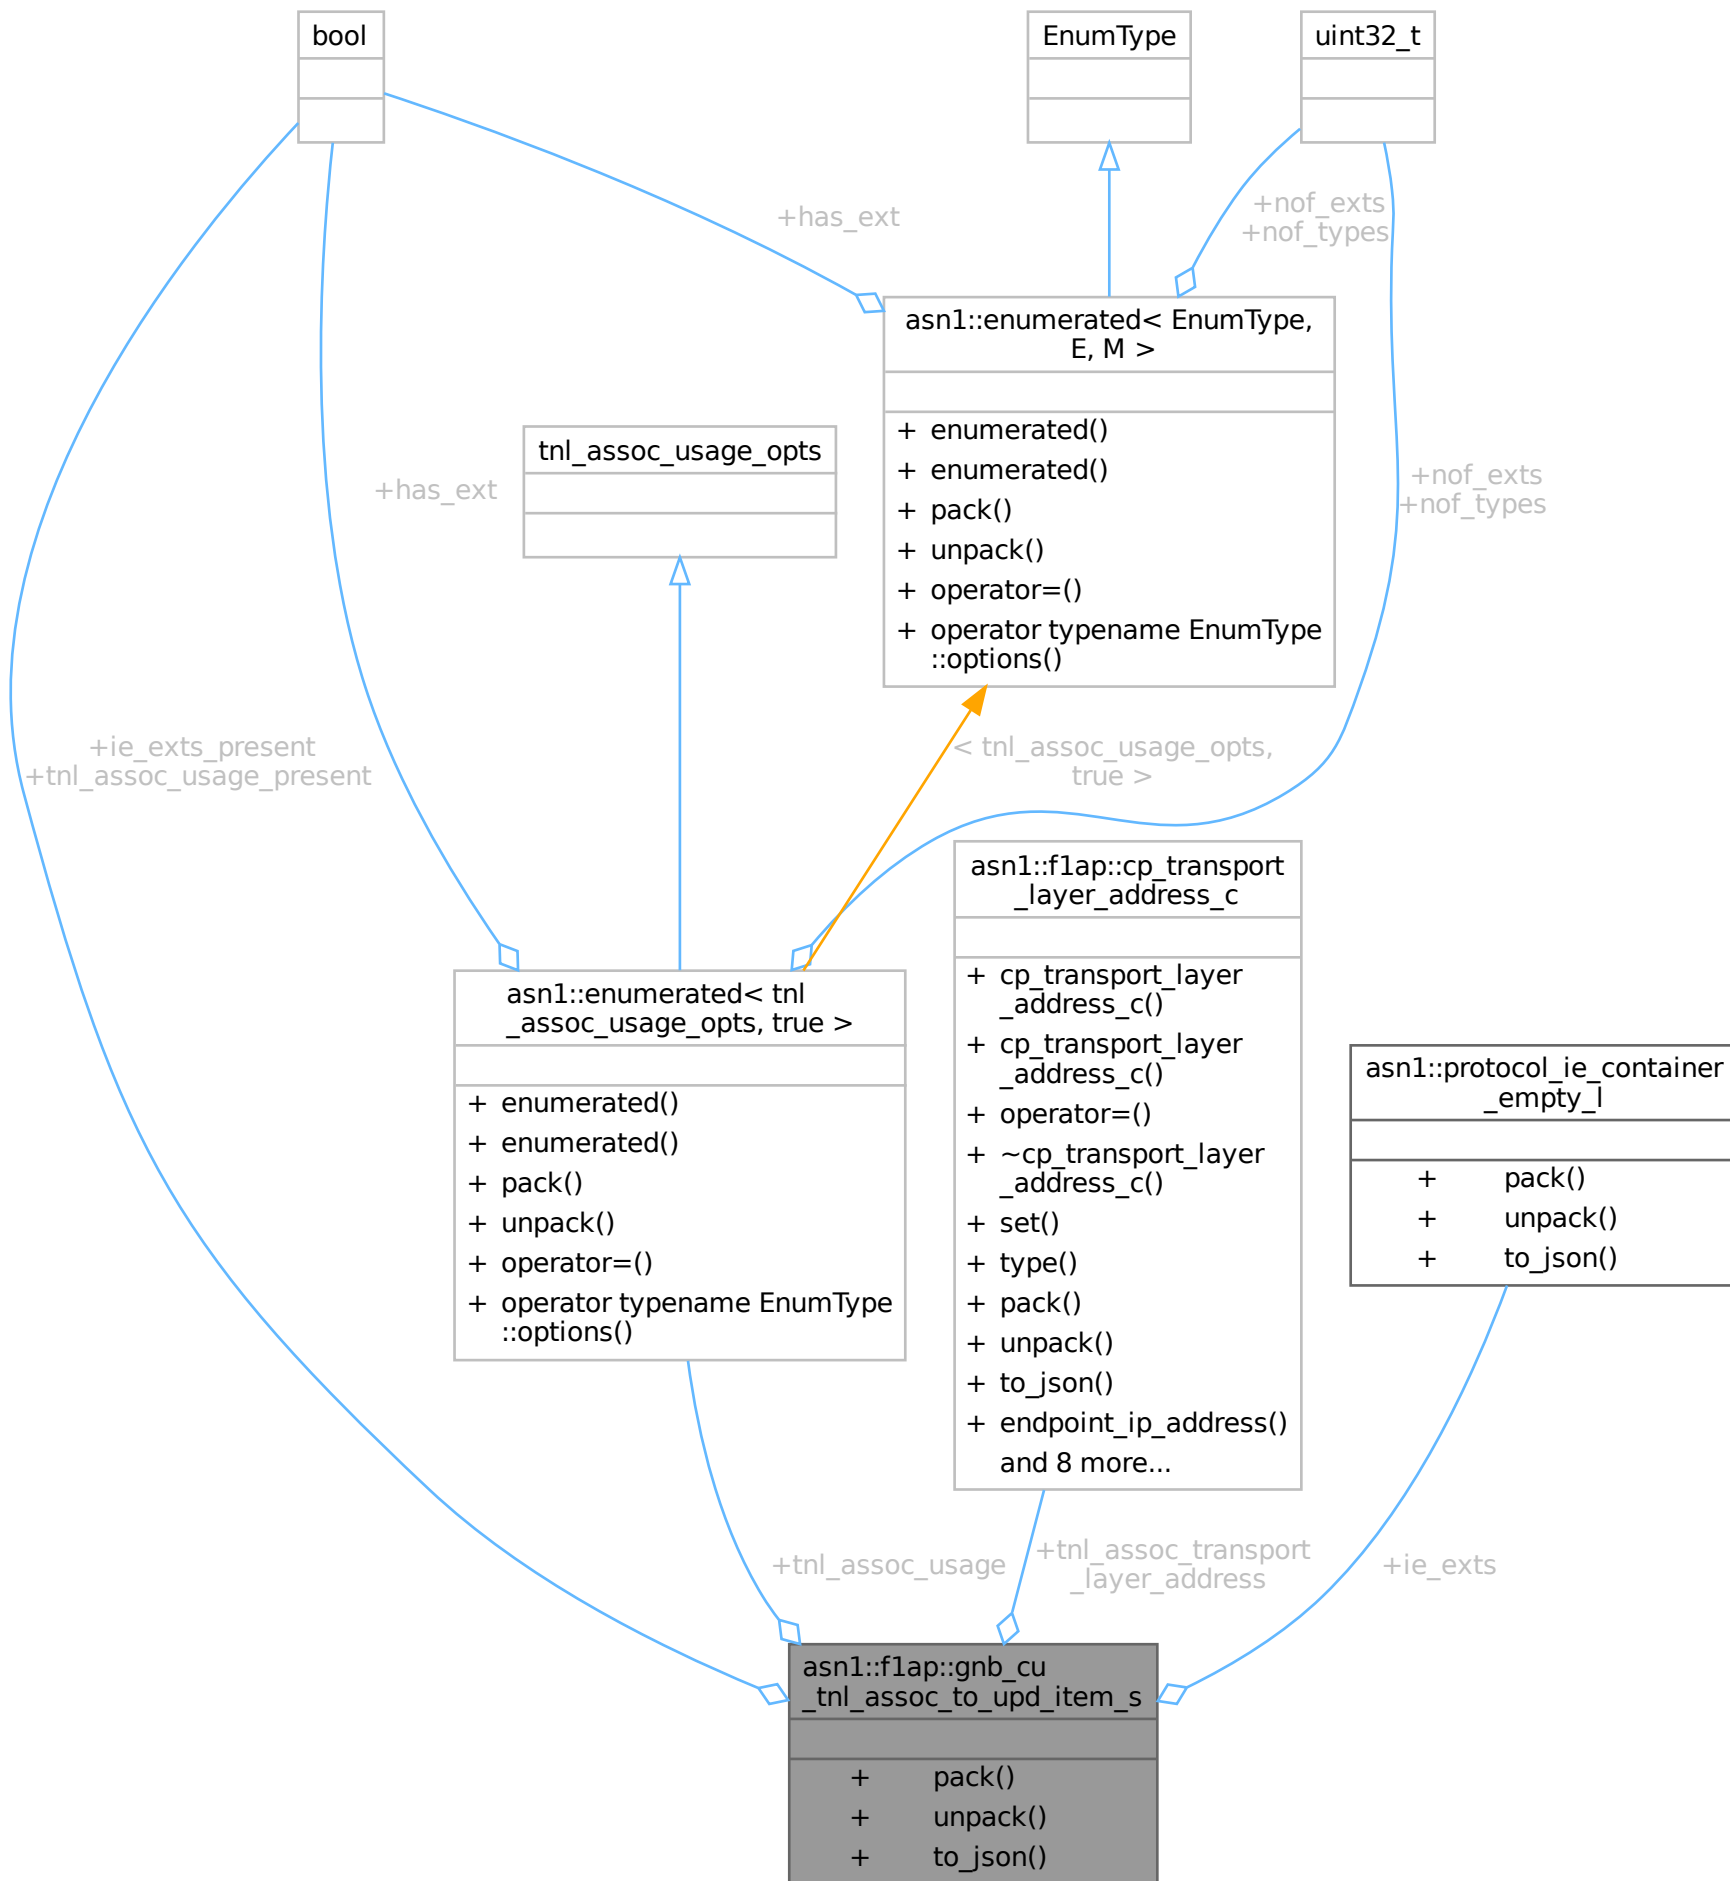 bool
EnumType
uint32_t
+has_ext
+nof_exts
+nof_types
asn1::enumerated< EnumType,
E, M >
+ enumerated()
+ enumerated()
+ pack()
+ unpack()
+ operator=()
+ operator typename EnumType
::options()
tnl_assoc_usage_opts
+has_ext
+nof_exts
+nof_types
+ie_exts_present
+tnl_assoc_usage_present
< tnl_assoc_usage_opts,
true >
asn1::enumerated< tnl
_assoc_usage_opts, true >
+ enumerated()
+ enumerated()
+ pack()
+ unpack()
+ operator=()
+ operator typename EnumType
::options()
asn1::f1ap::cp_transport
_layer_address_c
+ cp_transport_layer
_address_c()
+ cp_transport_layer
_address_c()
+ operator=()
+ ~cp_transport_layer
_address_c()
+ set()
+ type()
+ pack()
+ unpack()
+ to_json()
+ endpoint_ip_address()
and 8 more...
asn1::protocol_ie_container
_empty_l
+ pack()
+ unpack()
+ to_json()
+tnl_assoc_usage
+tnl_assoc_transport
_layer_address
+ie_exts
asn1::f1ap::gnb_cu
_tnl_assoc_to_upd_item_s
+ pack()
+ unpack()
+ to_json()